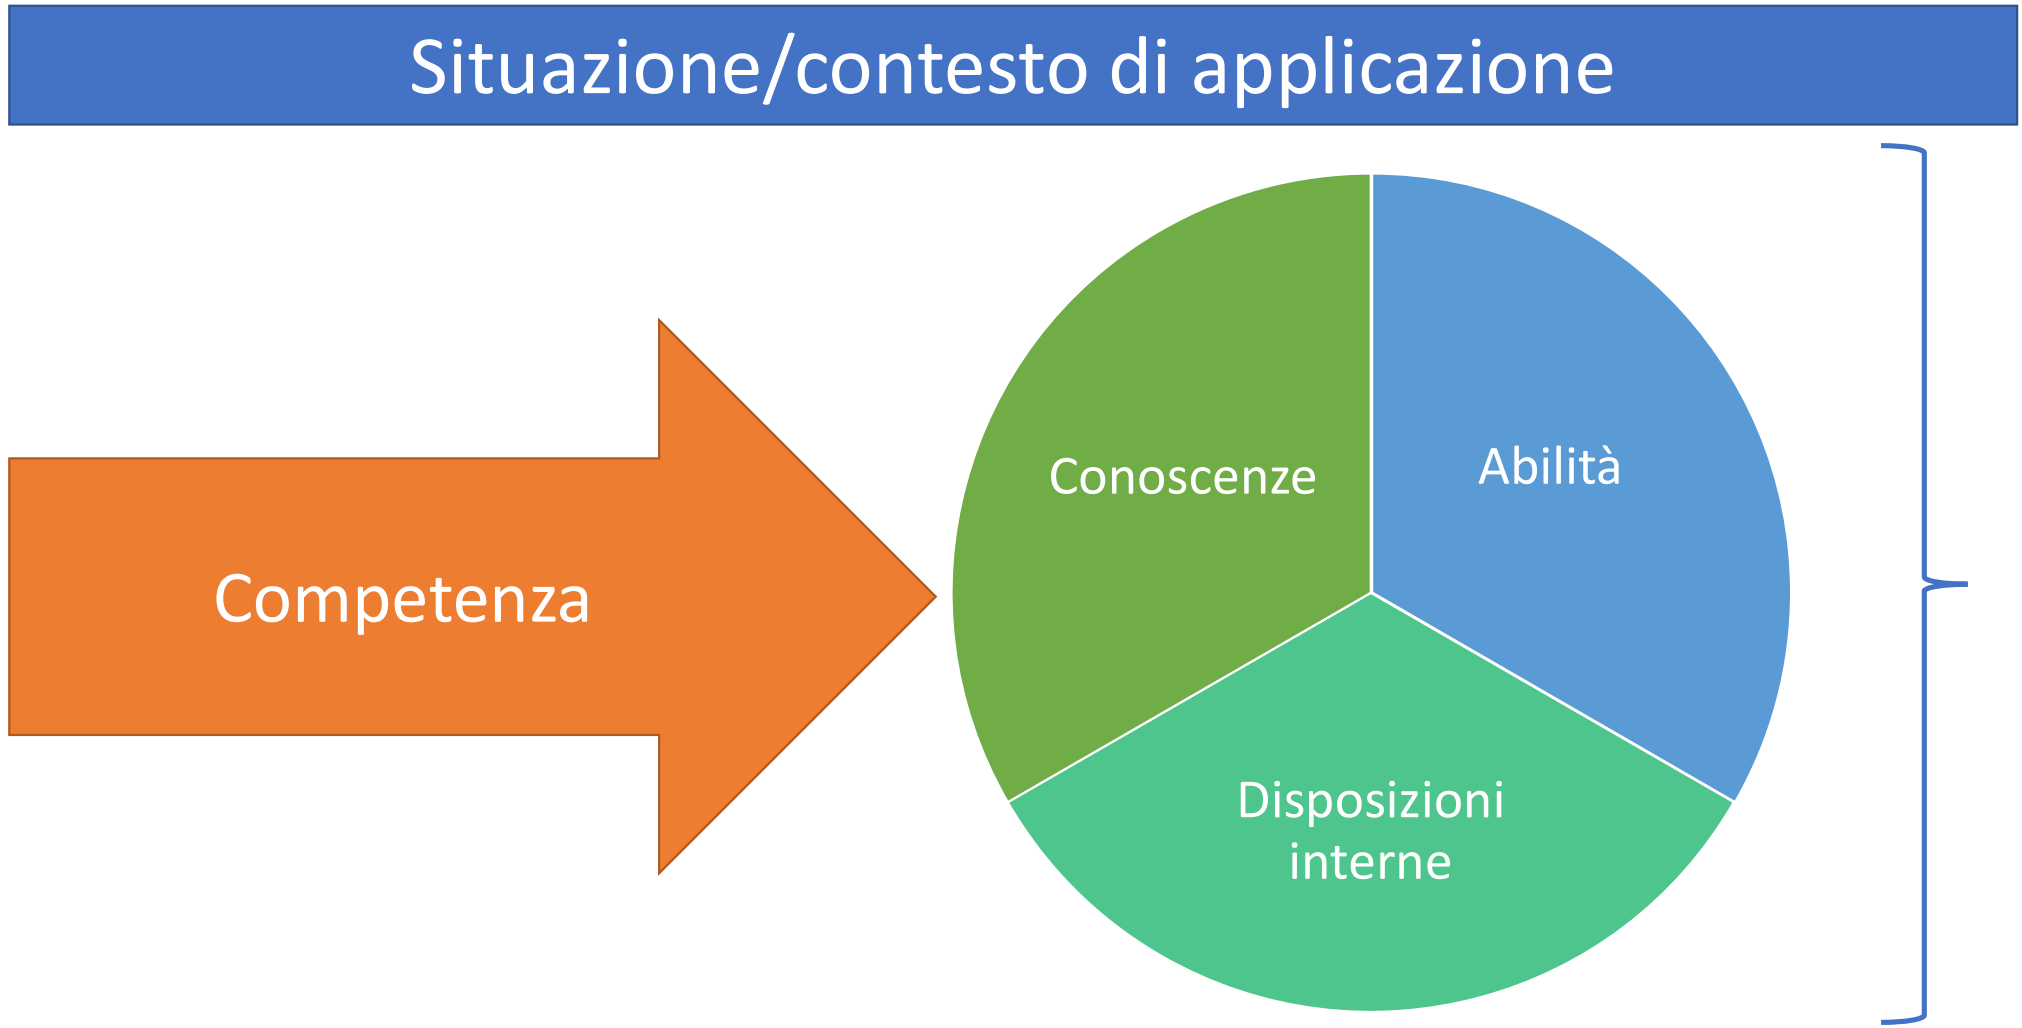 Situazione/contesto di applicazione
Competenza
Conoscenze
Abilità
Disposizioni
interne